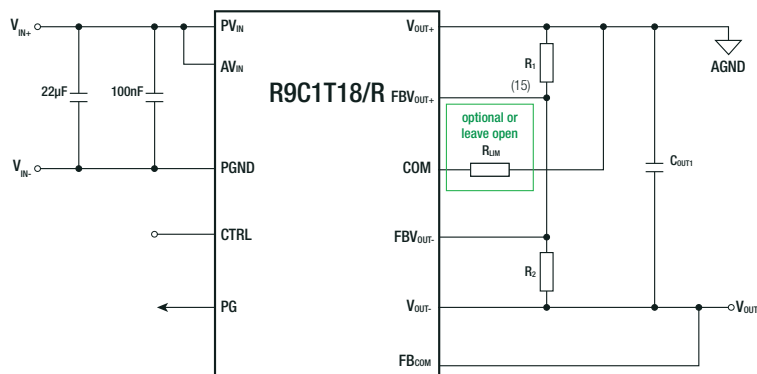 VIN+
22µF
100nF
VIN-
PVIN
AVIN
R9C1T18/R
PGND
CTRL
PG
VOUT+
FBVOUT+
COM
FBVOUT-
VOUT-
FBCOM
R1
(15)
optional or
leave open
RLIM
R2
COUT1
AGND
VOUT